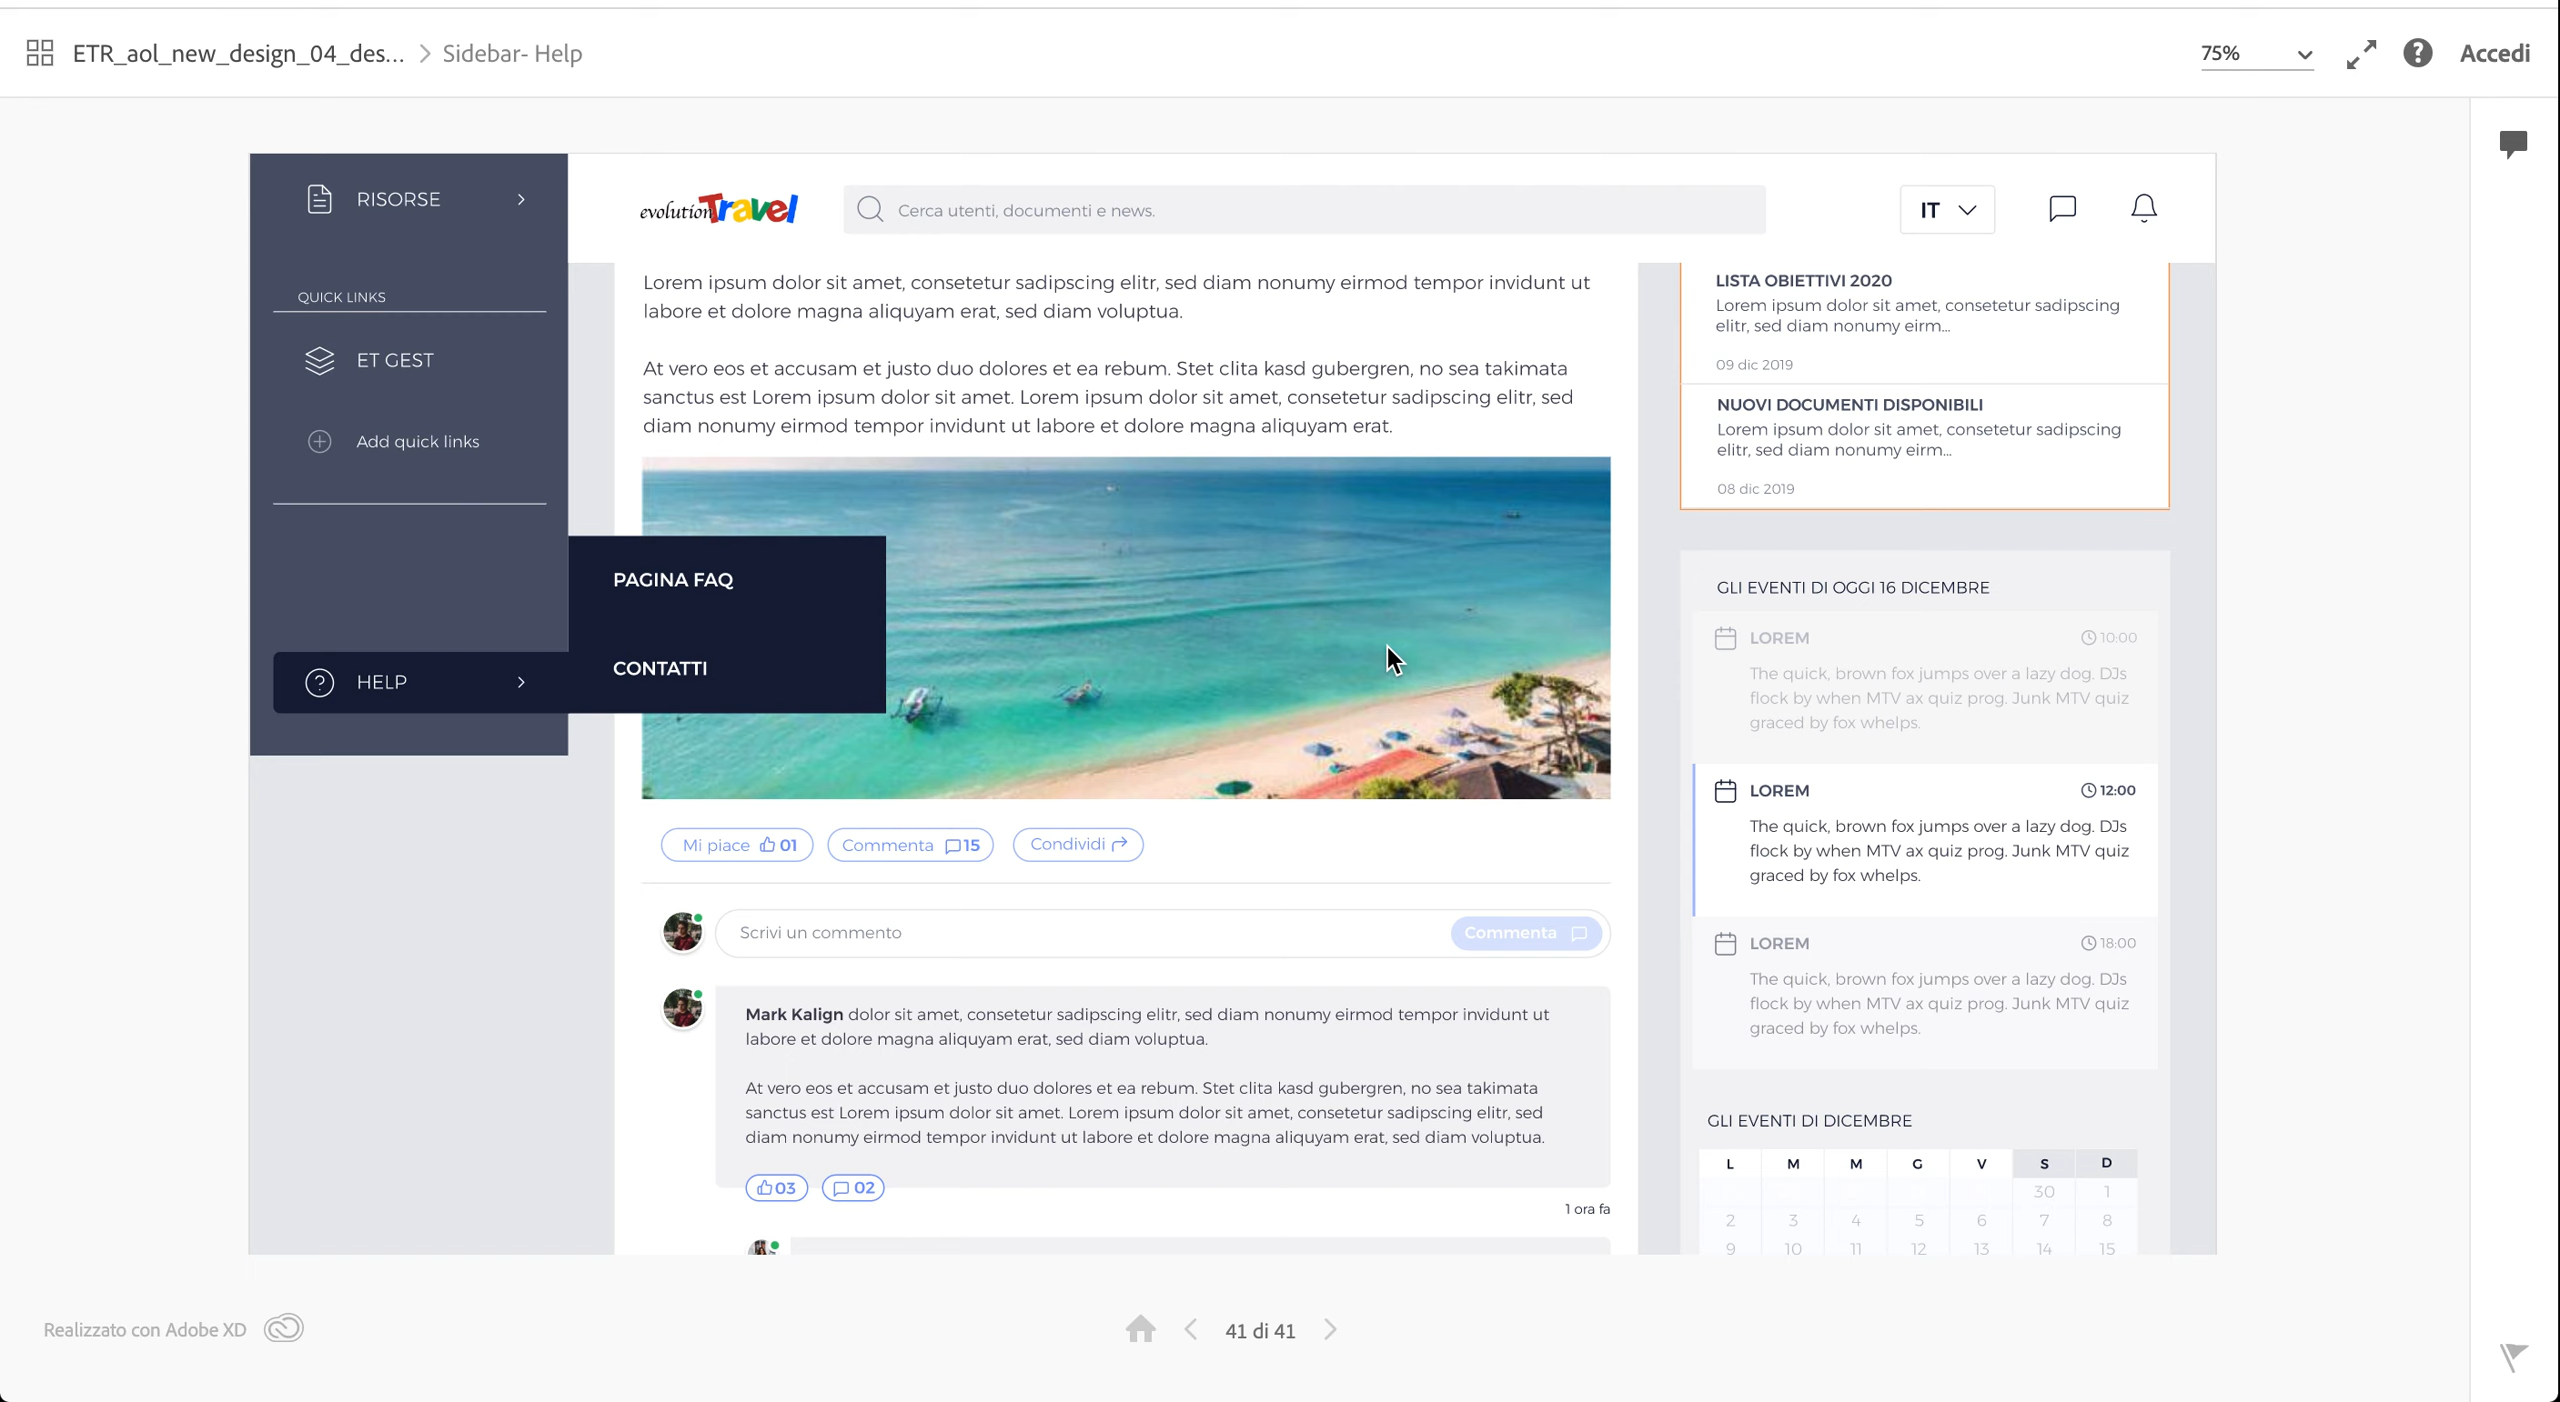 ETR_aol_new_design_04_des... > Sidebar- Help
75%
Accedi
RISORSE
QUICK LINKS
ET GEST
Add quick links
HELP
PAGINA FAQ
CONTATTI
evolutionTravel
Cerca utenti, documenti e news.
IT
Lorem ipsum dolor sit amet, consetetur sadipscing elitr, sed diam nonumy eirmod tempor invidunt ut
labore et dolore magna aliquyam erat, sed diam voluptua.
At vero eos et accusam et justo duo dolores et ea rebum. Stet clita kasd gubergren, no sea takimata
sanctus est Lorem ipsum dolor sit amet. Lorem ipsum dolor sit amet, consetetur sadipscing elitr, sed
diam nonumy eirmod tempor invidunt ut labore et dolore magna aliquyam erat.
Mi piace 01
Commenta 15
Condividi
Scrivi un commento
Commenta
Mark Kalign dolor sit amet, consetetur sadipscing elitr, sed diam nonumy eirmod tempor invidunt ut
labore et dolore magna aliquyam erat, sed diam voluptua.
At vero eos et accusam et justo duo dolores et ea rebum. Stet clita kasd gubergren, no sea takimata
sanctus est Lorem ipsum dolor sit amet. Lorem ipsum dolor sit amet, consetetur sadipscing elitr, sed
diam nonumy eirmod tempor invidunt ut labore et dolore magna aliquyam erat, sed diam voluptua.
03
02
1 ora fa
LISTA OBIETTIVI 2020
Lorem ipsum dolor sit amet, consetetur sadipscing
elitr, sed diam nonumy eirm...
09 dic 2019
NUOVI DOCUMENTI DISPONIBILI
Lorem ipsum dolor sit amet, consetetur sadipscing
elitr, sed diam nonumy eirm...
08 dic 2019
GLI EVENTI DI OGGI 16 DICEMBRE
LOREM 10:00
The quick, brown fox jumps over a lazy dog. DJs
flock by when MTV ax quiz prog. Junk MTV quiz
graced by fox whelps.
LOREM 12:00
The quick, brown fox jumps over a lazy dog. DJs
flock by when MTV ax quiz prog. Junk MTV quiz
graced by fox whelps.
LOREM 18:00
The quick, brown fox jumps over a lazy dog. DJs
flock by when MTV ax quiz prog. Junk MTV quiz
graced by fox whelps.
GLI EVENTI DI DICEMBRE
L M M G V S D
30 1
2 3 4 5 6 7 8
9 10 11 12 13 14 15
Realizzato con Adobe XD
41 di 41